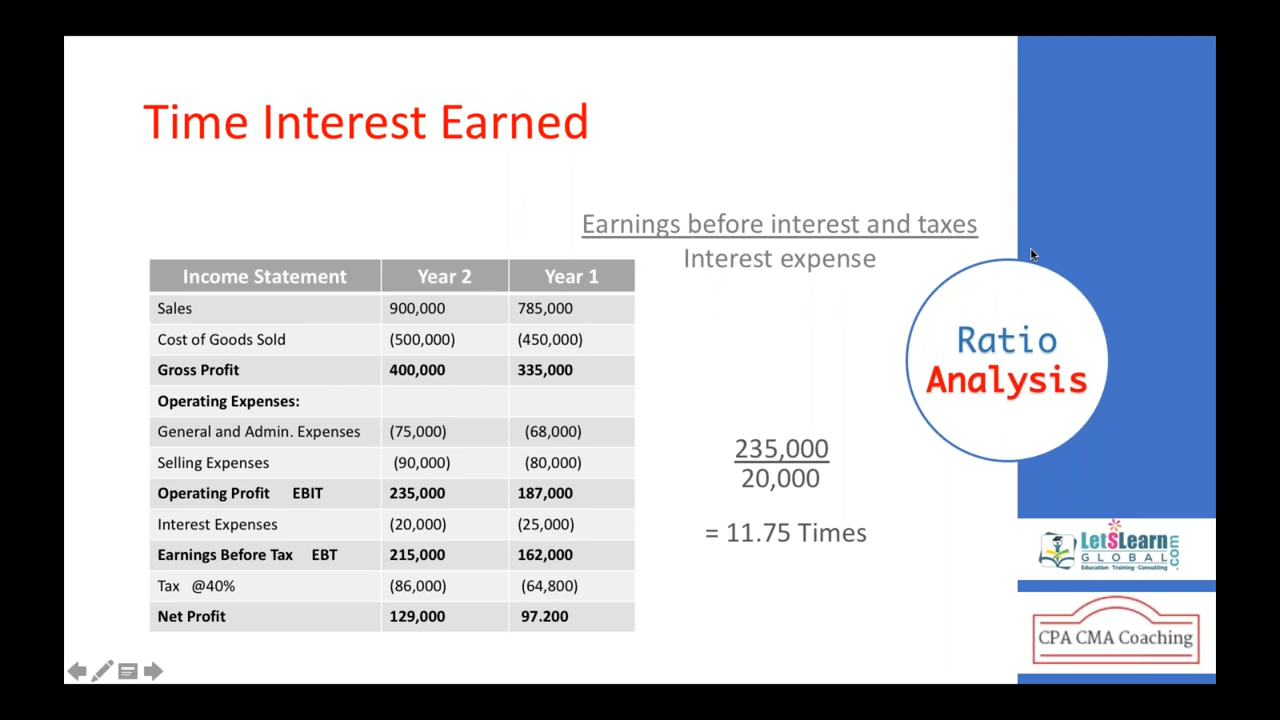 Time Interest Earned
Earnings before interest and taxes
Interest expense
Income Statement Year 2 Year 1
Sales 900,000 785,000
Cost of Goods Sold (500,000) (450,000)
Gross Profit 400,000 335,000
Operating Expenses:
General and Admin. Expenses (75,000) (68,000)
Selling Expenses (90,000) (80,000)
Operating Profit EBIT 235,000 187,000
Interest Expenses (20,000) (25,000)
Earnings Before Tax EBT 215,000 162,000
Tax @40% (86,000) (64,800)
Net Profit 129,000 97.200
235,000
20,000
= 11.75 Times
Ratio
Analysis
LetSLearn
GLOBAL.com
Education · Training · Consulting
CPA CMA Coaching